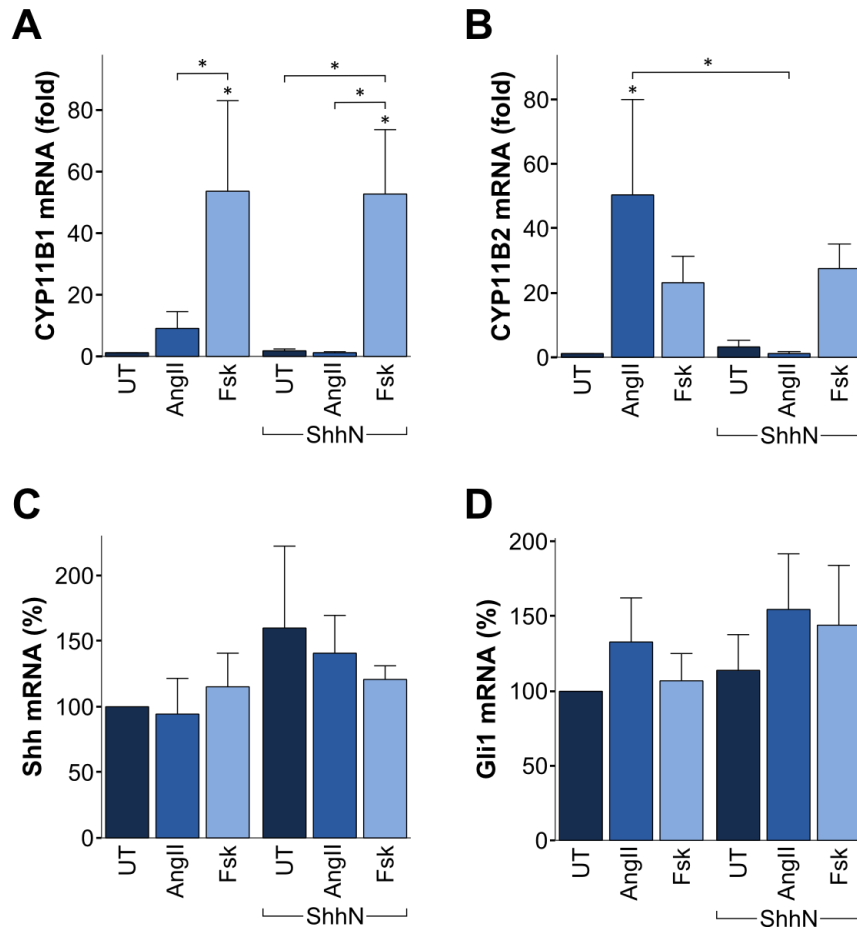 A
CYP11B1 mRNA (fold)
80
60
40
20
0
* * * * *
UT AngII Fsk UT AngII Fsk
ShhN
B
CYP11B2 mRNA (fold)
80
60
40
20
0
* *
UT AngII Fsk UT AngII Fsk
ShhN
C
Shh mRNA (%)
200
150
100
50
0
UT AngII Fsk UT AngII Fsk
ShhN
D
Gli1 mRNA (%)
200
150
100
50
0
UT AngII Fsk UT AngII Fsk
ShhN